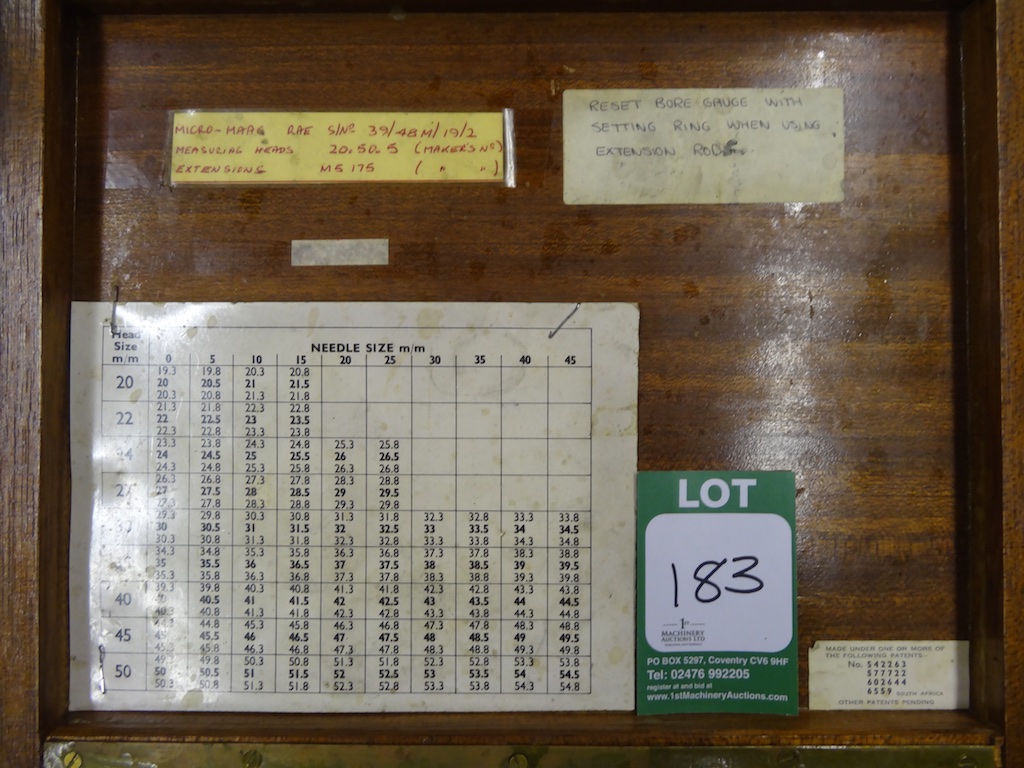 MICRO-MAAG RAE S/Nº 39/48M/19/2
MEASURING HEADS 20.50.5 (MAKER'S Nº)
EXTENSIONS MS 175 ( " " )
RESET BORE GAUGE WITH
SETTING RING WHEN USING
EXTENSION RODS.
Head
Size NEEDLE SIZE m/m
m/m 0 5 10 15 20 25 30 35 40 45
19.3 19.8 20.3 20.8
20 20 20.5 21 21.5
20.3 20.8 21.3 21.8
21.3 21.8 22.3 22.8
22 22 22.5 23 23.5
22.3 22.8 23.3 23.8
23.3 23.8 24.3 24.8 25.3 25.8
24 24.5 25 25.5 26 26.5
24.3 24.8 25.3 25.8 26.3 26.8
26.3 26.8 27.3 27.8 28.3 28.8
27 27 27.5 28 28.5 29 29.5
27.3 27.8 28.3 28.8 29.3 29.8
29.3 29.8 30.3 30.8 31.3 31.8 32.3 32.8 33.3 33.8
30 30.5 31 31.5 32 32.5 33 33.5 34 34.5
30.3 30.8 31.3 31.8 32.3 32.8 33.3 33.8 34.3 34.8
34.3 34.8 35.3 35.8 36.3 36.8 37.3 37.8 38.3 38.8
35 35.5 36 36.5 37 37.5 38 38.5 39 39.5
35.3 35.8 36.3 36.8 37.3 37.8 38.3 38.8 39.3 39.8
39.3 39.8 40.3 40.8 41.3 41.8 42.3 42.8 43.3 43.8
40 40.5 41 41.5 42 42.5 43 43.5 44 44.5
40.3 40.8 41.3 41.8 42.3 42.8 43.3 43.8 44.3 44.8
44.8 45.3 45.8 46.3 46.8 47.3 47.8 48.3 48.8
45 45.5 46 46.5 47 47.5 48 48.5 49 49.5
45.8 46.3 46.8 47.3 47.8 48.3 48.8 49.3 49.8
49.8 50.3 50.8 51.3 51.8 52.3 52.8 53.3 53.8
50 50 50.5 51 51.5 52 52.5 53 53.5 54 54.5
50.3 50.8 51.3 51.8 52.3 52.8 53.3 53.8 54.3 54.8
LOT
183
1st
MACHINERY
AUCTIONS LTD
PO BOX 5297, Coventry CV6 9HF
Tel: 02476 992205
register at and bid at
www.1stMachineryAuctions.com
MADE UNDER ONE OR MORE OF
THE FOLLOWING PATENTS:-
No. 542263
577722
602644
6559 SOUTH AFRICA
OTHER PATENTS PENDING